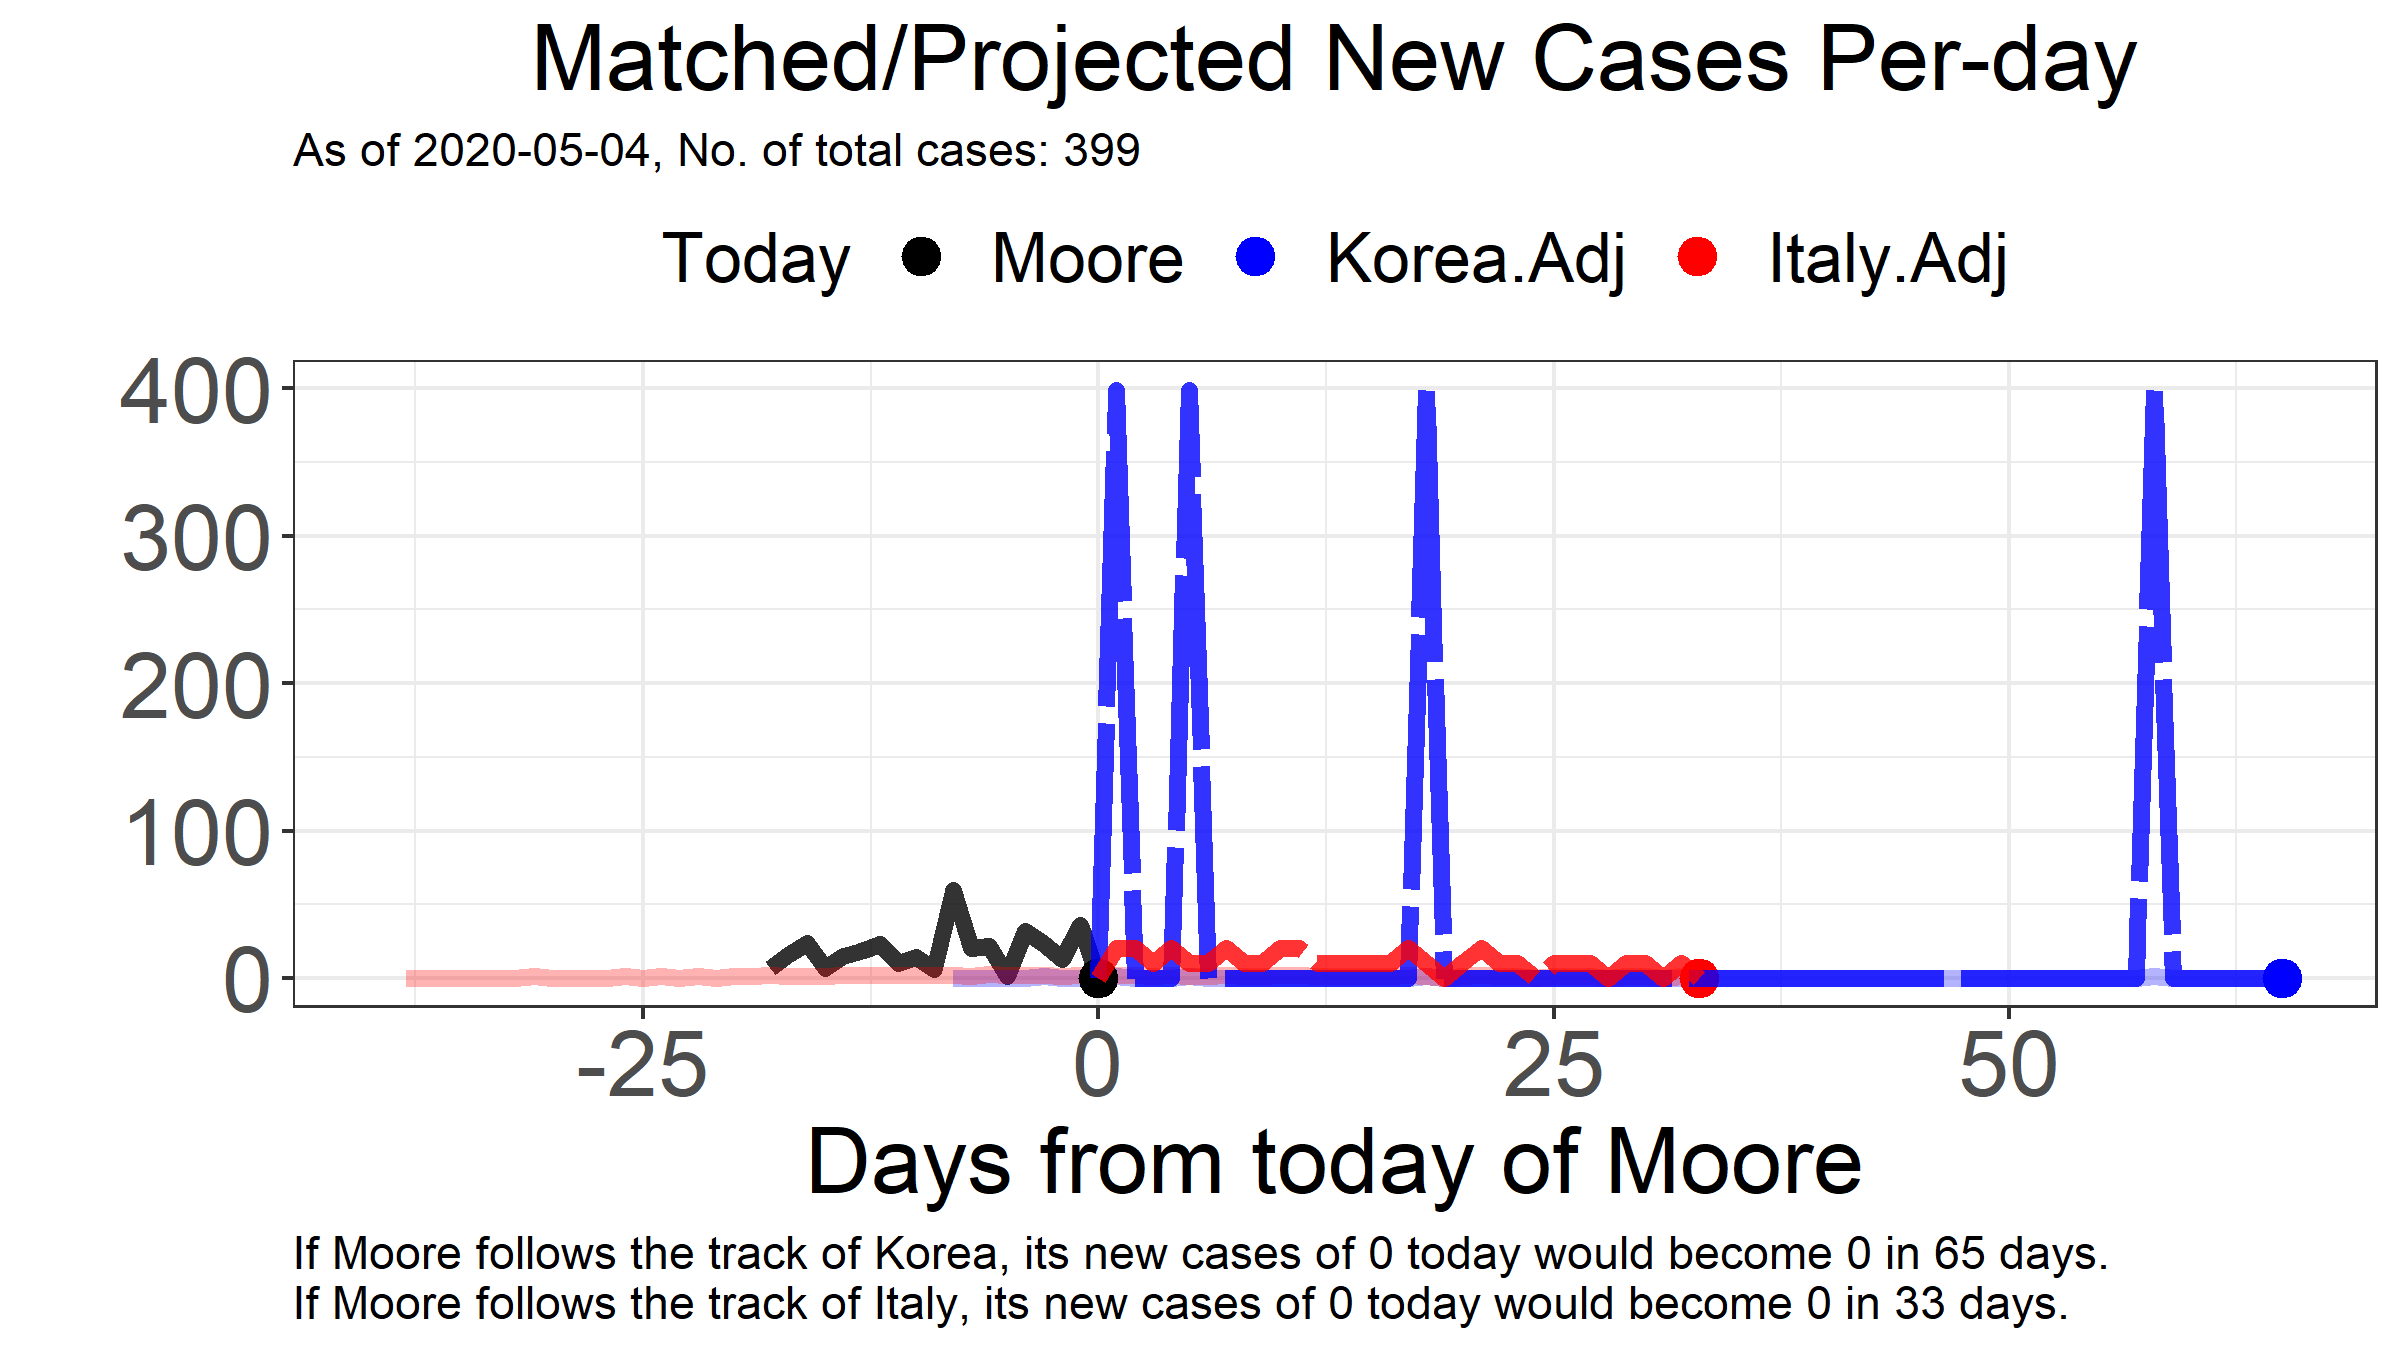 Matched/Projected New Cases Per-day
As of 2020-05-04, No. of total cases: 399
Today Moore Korea.Adj Italy.Adj
400
300
200
100
0
-25 0 25 50
Days from today of Moore
If Moore follows the track of Korea, its new cases of 0 today would become 0 in 65 days.
If Moore follows the track of Italy, its new cases of 0 today would become 0 in 33 days.